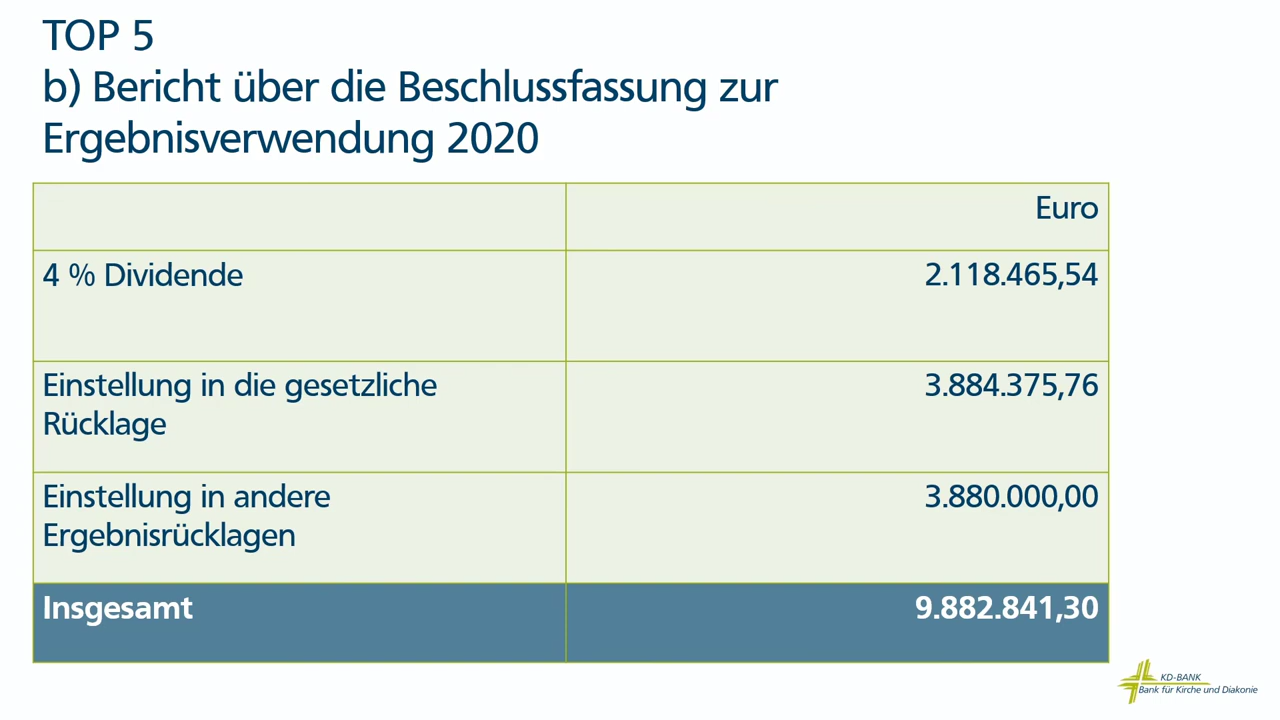 TOP 5
b) Bericht über die Beschlussfassung zur
Ergebnisverwendung 2020
Euro
4 % Dividende 2.118.465,54
Einstellung in die gesetzliche 3.884.375,76
Rücklage
Einstellung in andere 3.880.000,00
Ergebnisrücklagen
Insgesamt 9.882.841,30
KD-BANK
Bank für Kirche und Diakonie